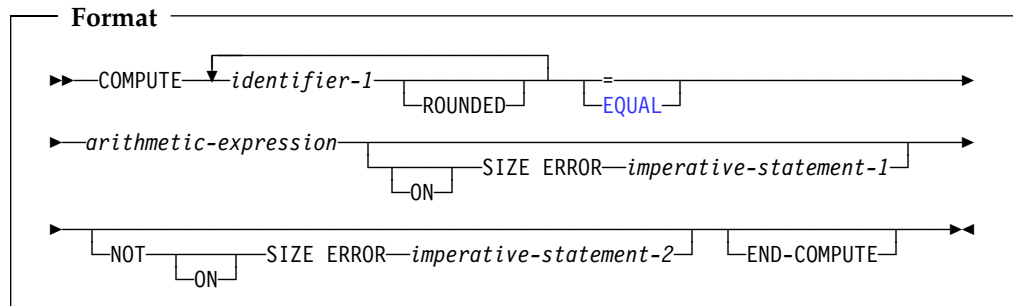 Format
COMPUTE identifier-1 ROUNDED = EQUAL
arithmetic-expression ON SIZE ERROR imperative-statement-1
NOT ON SIZE ERROR imperative-statement-2 END-COMPUTE